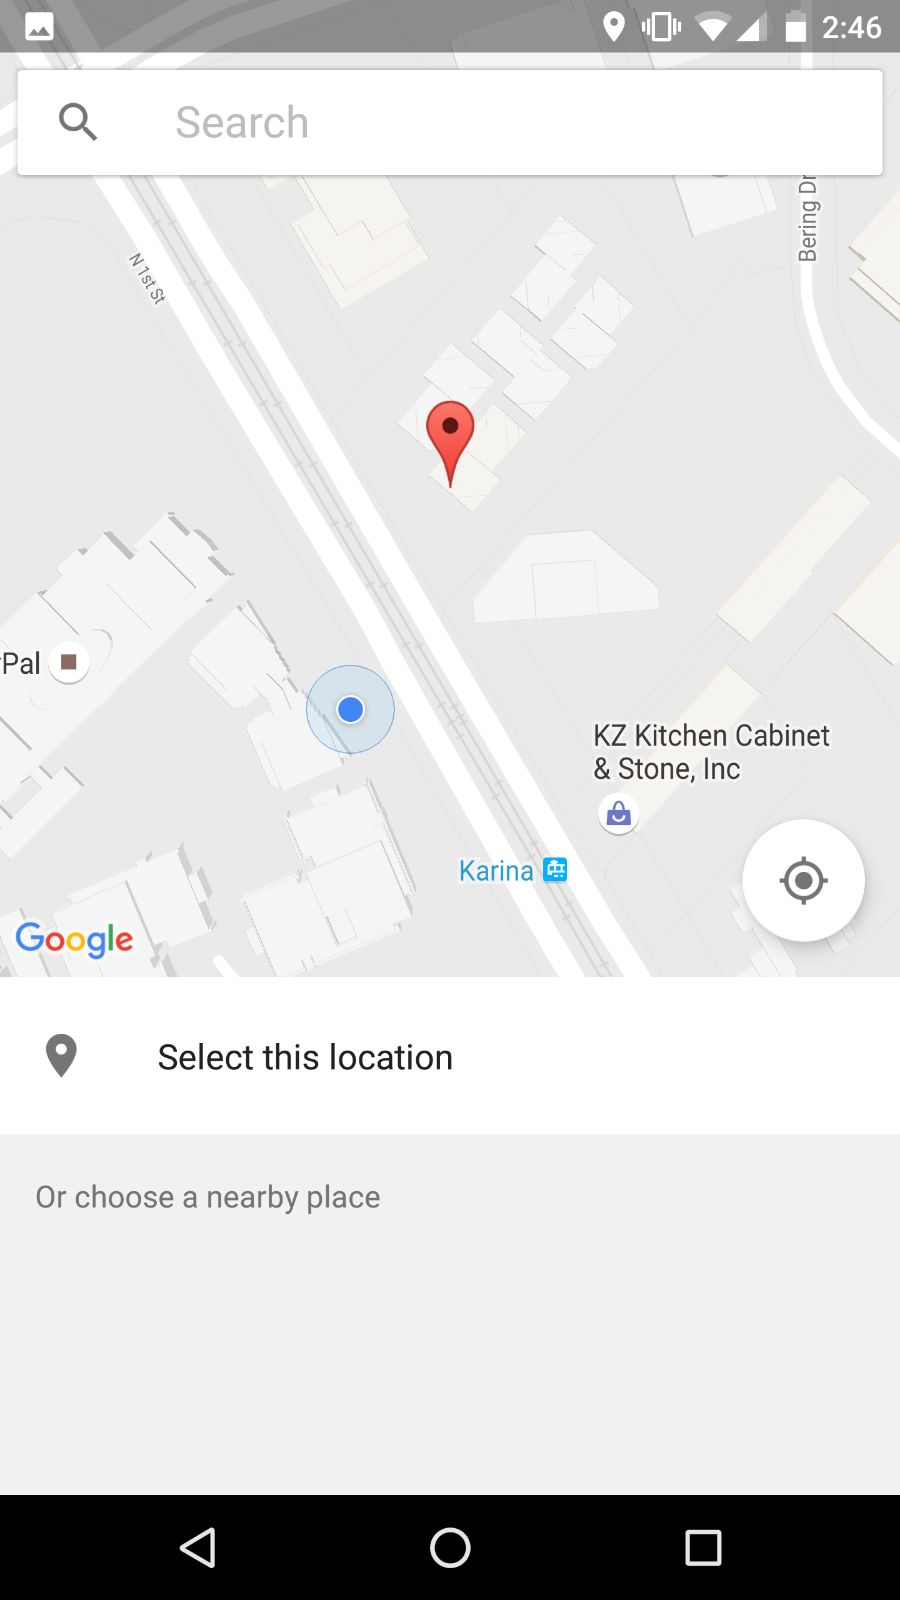 2:46
Search
Bering Dr
N 1st St
Pal
KZ Kitchen Cabinet
& Stone, Inc
Karina
Google
Select this location
Or choose a nearby place